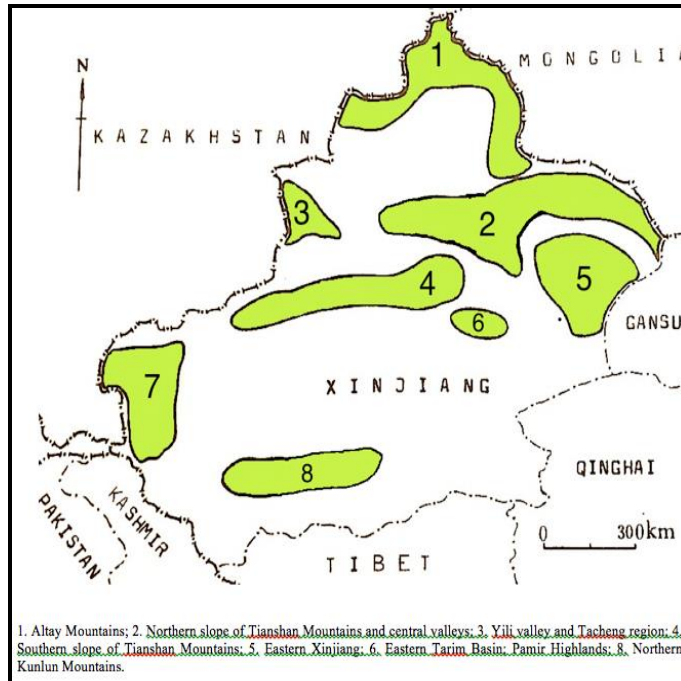 1
MONGOLIA
N
KAZAKHSTAN
3
2
4
5
6
GANSU
7
XINJIANG
8
QINGHAI
KASHMIR
PAKISTAN
0 300km
TIBET
1. Altay Mountains; 2. Northern slope of Tianshan Mountains and central valleys; 3. Yili valley and Tacheng region; 4.
Southern slope of Tianshan Mountains; 5. Eastern Xinjiang; 6. Eastern Tarim Basin; Pamir Highlands; 8. Northern
Kunlun Mountains.